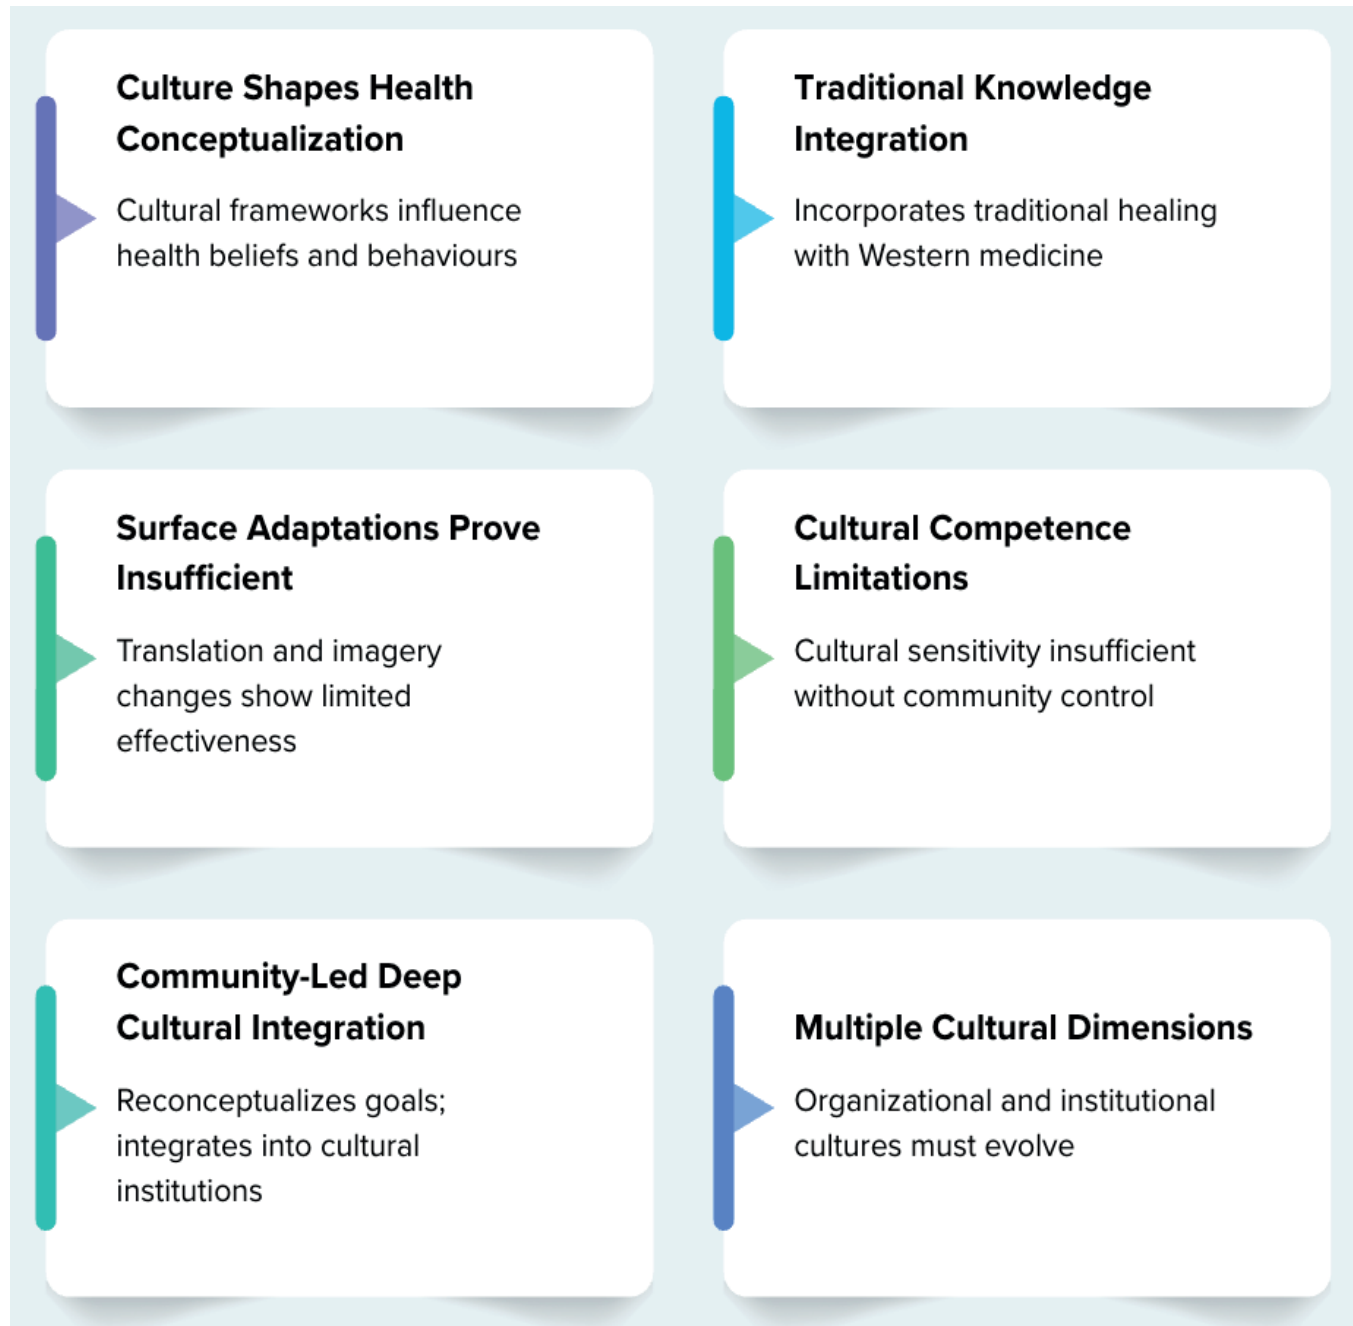 Culture Shapes Health
Conceptualization
Cultural frameworks influence
health beliefs and behaviours
Traditional Knowledge
Integration
Incorporates traditional healing
with Western medicine
Surface Adaptations Prove
Insufficient
Translation and imagery
changes show limited
effectiveness
Cultural Competence
Limitations
Cultural sensitivity insufficient
without community control
Community-Led Deep
Cultural Integration
Reconceptualizes goals;
integrates into cultural
institutions
Multiple Cultural Dimensions
Organizational and institutional
cultures must evolve